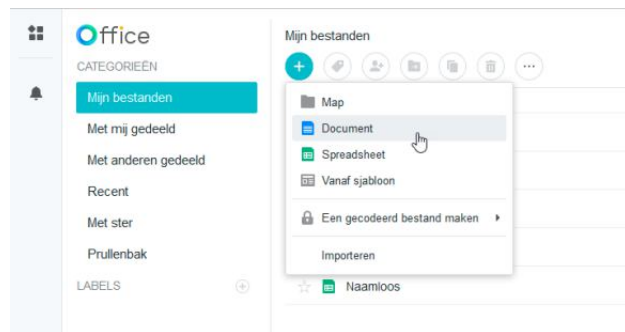 Office
CATEGORIEËN
Mijn bestanden
Met mij gedeeld
Met anderen gedeeld
Recent
Met ster
Prullenbak
LABELS
Mijn bestanden
Map
Document
Spreadsheet
Vanaf sjabloon
Een gecodeerd bestand maken
Importeren
Naamloos